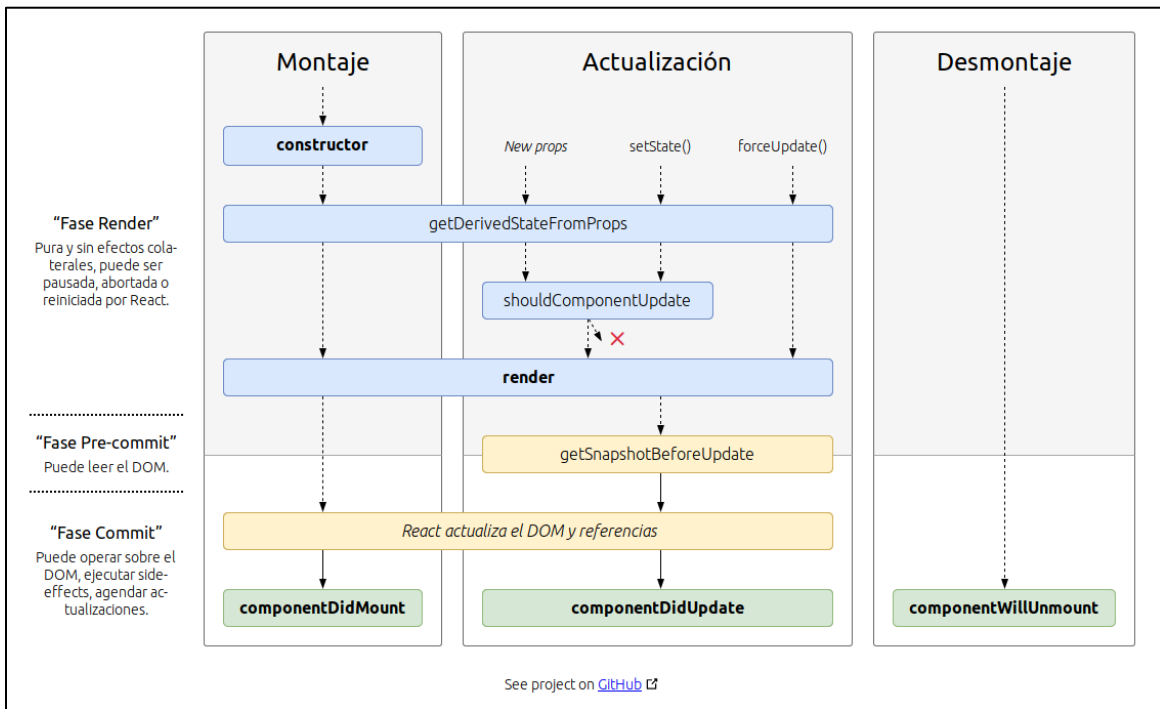 Montaje
Actualización
Desmontaje
constructor
New props
setState()
forceUpdate()
“Fase Render”
Pura y sin efectos cola-
terales, puede ser
pausada, abortada o
reiniciada por React.
getDerivedStateFromProps
shouldComponentUpdate
render
“Fase Pre-commit”
Puede leer el DOM.
getSnapshotBeforeUpdate
“Fase Commit”
Puede operar sobre el
DOM, ejecutar side-
effects, agendar ac-
tualizaciones.
React actualiza el DOM y referencias
componentDidMount
componentDidUpdate
componentWillUnmount
See project on GitHub